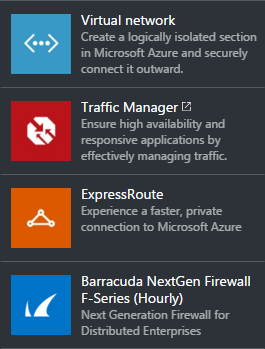 Virtual network
Create a logically isolated section
in Microsoft Azure and securely
connect it outward.
Traffic Manager
Ensure high availability and
responsive applications by
effectively managing traffic.
ExpressRoute
Experience a faster, private
connection to Microsoft Azure
Barracuda NextGen Firewall
F-Series (Hourly)
Next Generation Firewall for
Distributed Enterprises